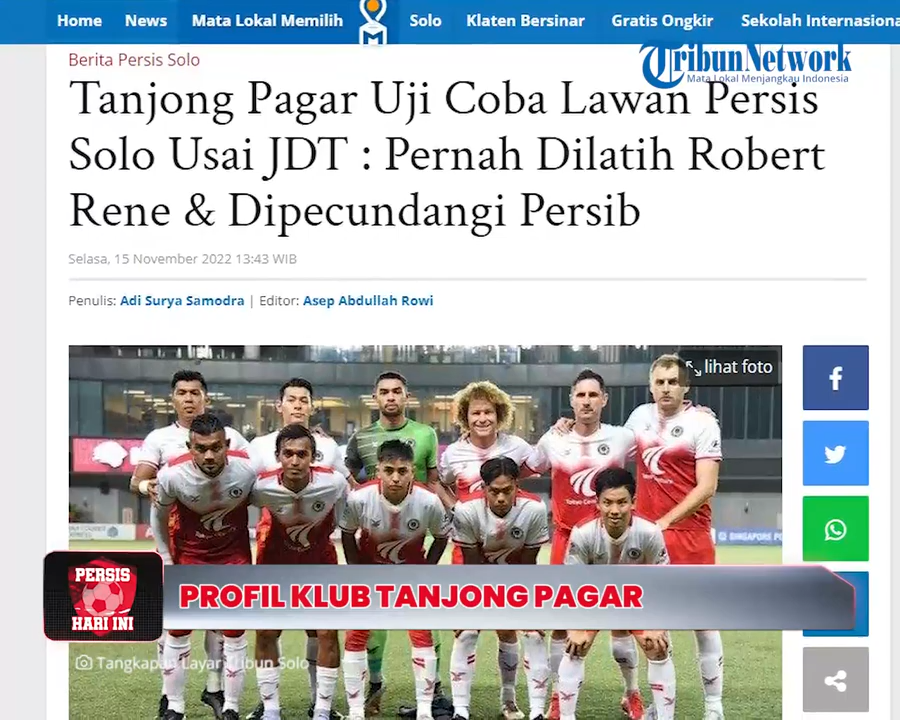 Home News Mata Lokal Memilih Solo Klaten Bersinar Gratis Ongkir Sekolah Internasiona
TribunNetwork
Mata Lokal Menjangkau Indonesia
Berita Persis Solo
Tanjong Pagar Uji Coba Lawan Persis
Solo Usai JDT : Pernah Dilatih Robert
Rene & Dipecundangi Persib
Selasa, 15 November 2022 13:43 WIB
Penulis: Adi Surya Samodra | Editor: Asep Abdullah Rowi
lihat foto
SINGAPORE PO
PERSIS
HARI INI
PROFIL KLUB TANJONG PAGAR
Tangkapan Layar Tribun Solo